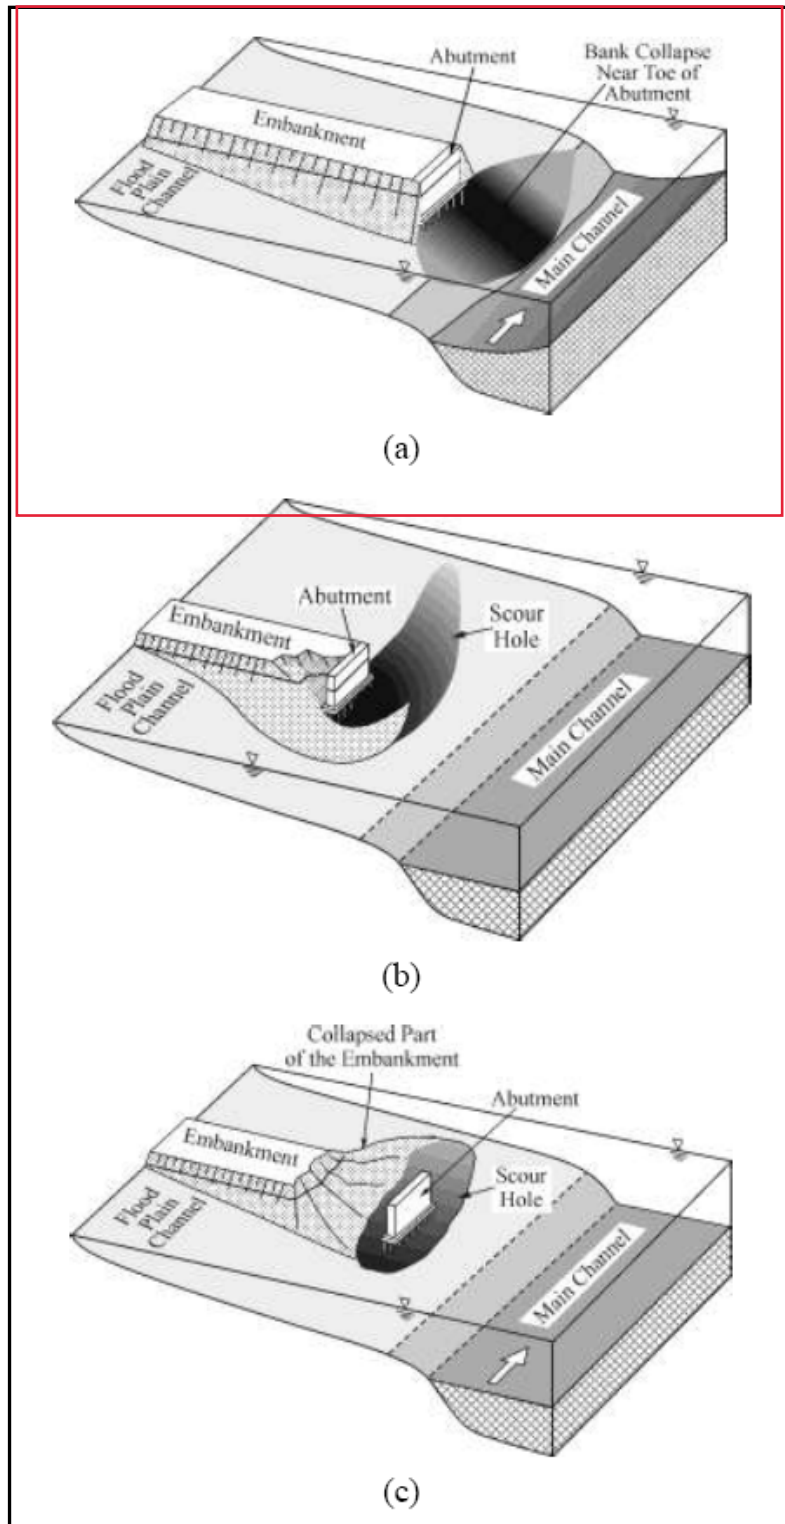 Abutment
Bank Collapse
Near Toe of
Abutment
Embankment
Flood
Plain
Channel
Main Channel
(a)
Abutment
Embankment
Scour
Hole
Flood
Plain
Channel
Main Channel
(b)
Collapsed Part
of the Embankment
Abutment
Embankment
Scour
Hole
Flood
Plain
Channel
Main Channel
(c)